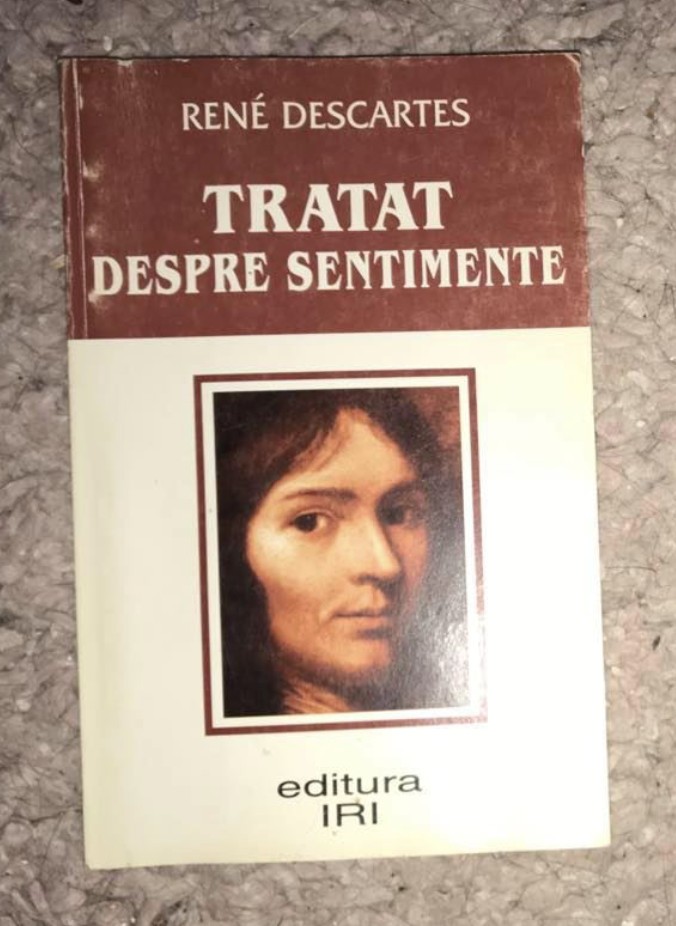 RENÉ DESCARTES
TRATAT
DESPRE SENTIMENTE
editura
IRI